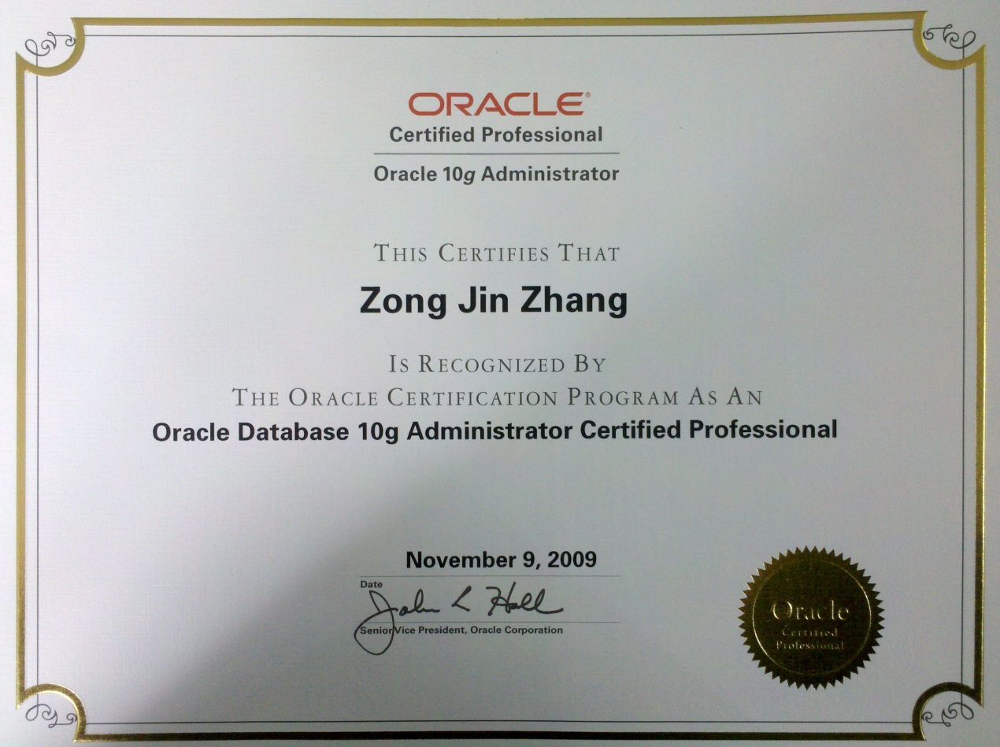 ORACLE®
Certified Professional
Oracle 10g Administrator
THIS CERTIFIES THAT
Zong Jin Zhang
IS RECOGNIZED BY
THE ORACLE CERTIFICATION PROGRAM AS AN
Oracle Database 10g Administrator Certified Professional
November 9, 2009
Date
John L Hall
Senior Vice President, Oracle Corporation
Oracle
Certified
Professional